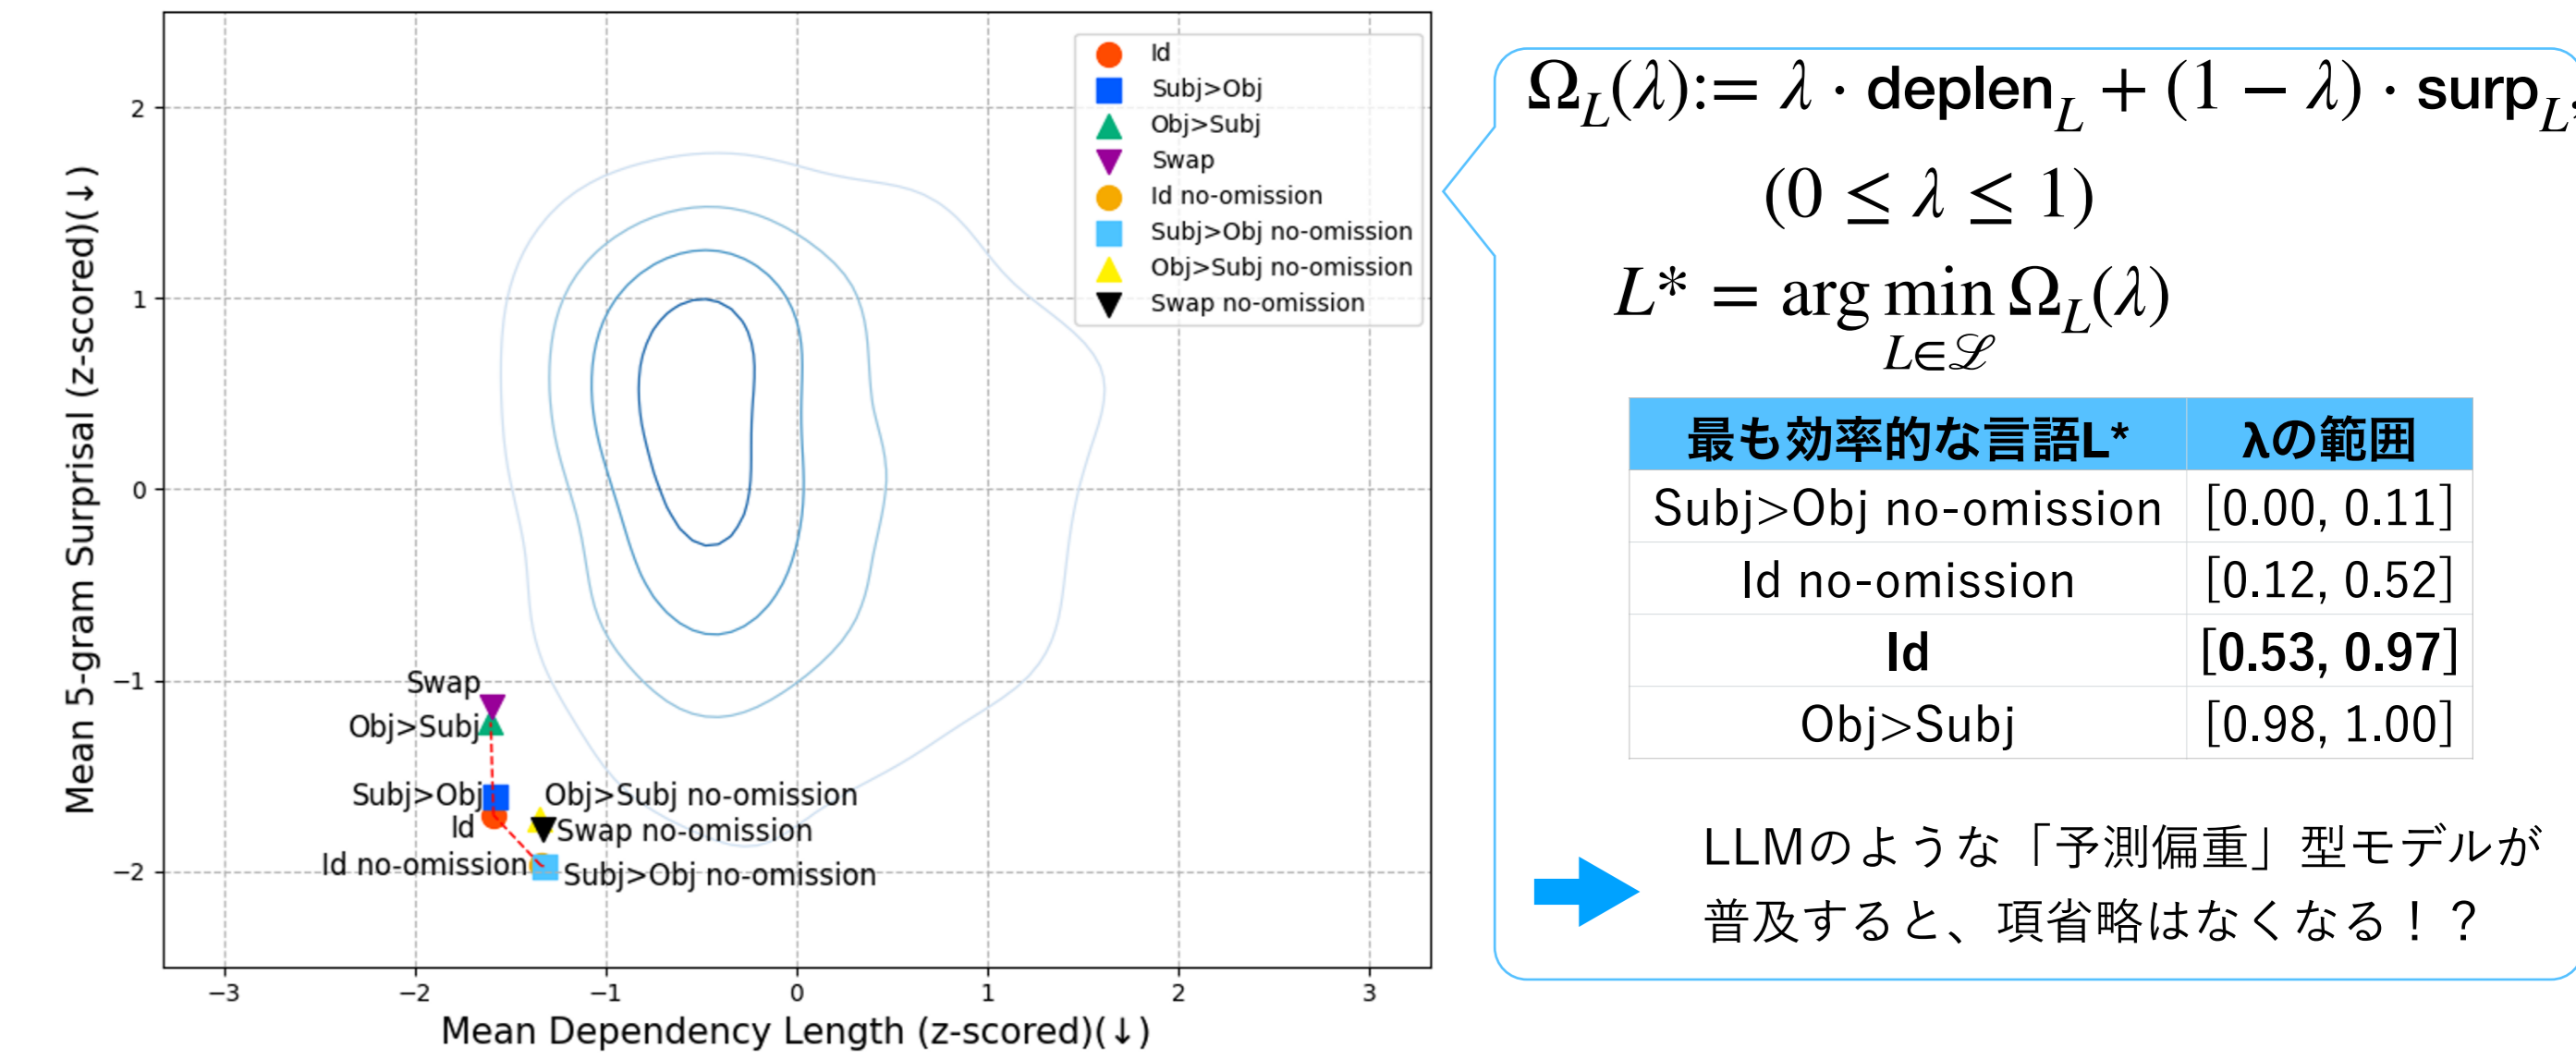 Id
Subj>Obj
Obj>Subj
Swap
Id no-omission
Subj>Obj no-omission
Obj>Subj no-omission
Swap no-omission
2
1
0
−1
−2
Mean 5-gram Surprisal (z-scored)(↓)
Swap
Obj>Subj
Subj>Obj
Obj>Subj no-omission
Id
Swap no-omission
Id no-omission
Subj>Obj no-omission
−3
−2
−1
0
1
2
3
Mean Dependency Length (z-scored)(↓)
Ω_L(λ):= λ · deplen_L + (1 − λ) · surp_L,
(0 ≤ λ ≤ 1)
L* = arg min Ω_L(λ)
L∈ℒ
最も効率的な言語L* λの範囲
Subj>Obj no-omission [0.00, 0.11]
Id no-omission [0.12, 0.52]
Id [0.53, 0.97]
Obj>Subj [0.98, 1.00]
LLMのような「予測偏重」型モデルが
普及すると、項省略はなくなる！？